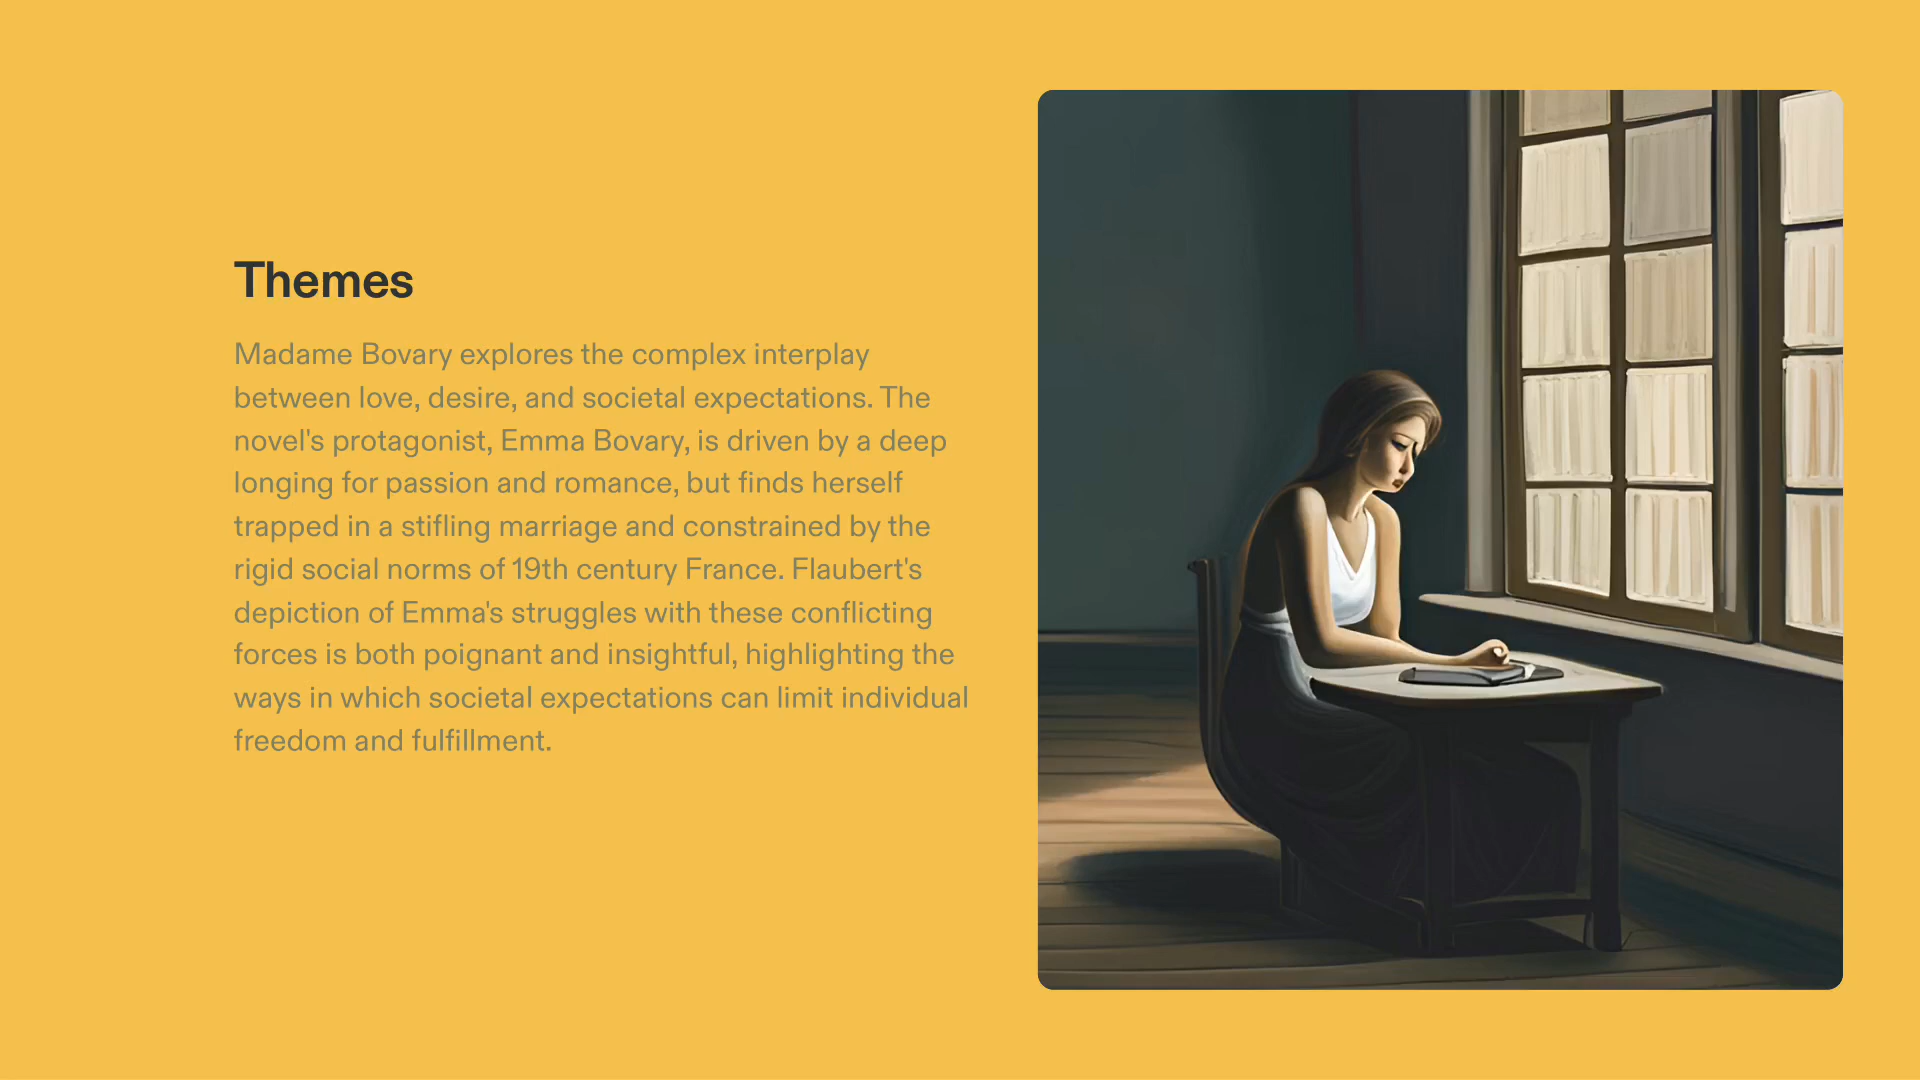 Themes
Madame Bovary explores the complex interplay
between love, desire, and societal expectations. The
novel's protagonist, Emma Bovary, is driven by a deep
longing for passion and romance, but finds herself
trapped in a stifling marriage and constrained by the
rigid social norms of 19th century France. Flaubert's
depiction of Emma's struggles with these conflicting
forces is both poignant and insightful, highlighting the
ways in which societal expectations can limit individual
freedom and fulfillment.